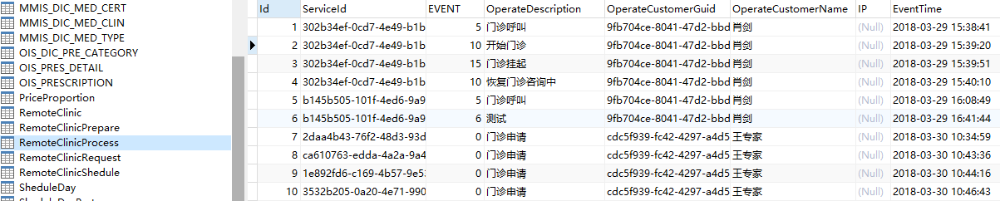 MMIS_DIC_MED_CERT
MMIS_DIC_MED_CLIN
MMIS_DIC_MED_TYPE
OIS_DIC_PRE_CATEGORY
OIS_PRES_DETAIL
OIS_PRESCRIPTION
PriceProportion
RemoteClinic
RemoteClinicPrepare
RemoteClinicProcess
RemoteClinicRequest
RemoteClinicShedule
SheduleDay
Id ServiceId EVENT OperateDescription OperateCustomerGuid OperateCustomerName IP EventTime
1 302b34ef-0cd7-4e49-b1b 5 门诊呼叫 9fb704ce-8041-47d2-bbd 肖剑 (Null) 2018-03-29 15:38:41
2 302b34ef-0cd7-4e49-b1b 10 开始门诊 9fb704ce-8041-47d2-bbd 肖剑 (Null) 2018-03-29 15:39:20
3 302b34ef-0cd7-4e49-b1b 15 门诊挂起 9fb704ce-8041-47d2-bbd 肖剑 (Null) 2018-03-29 15:39:51
4 302b34ef-0cd7-4e49-b1b 10 恢复门诊咨询中 9fb704ce-8041-47d2-bbd 肖剑 (Null) 2018-03-29 15:40:10
5 b145b505-101f-4ed6-9a9 5 门诊呼叫 9fb704ce-8041-47d2-bbd 肖剑 (Null) 2018-03-29 16:08:49
6 b145b505-101f-4ed6-9a9 6 测试 9fb704ce-8041-47d2-bbd 肖剑 (Null) 2018-03-29 16:41:44
7 2daa4b43-76f2-48d3-93d 0 门诊申请 cdc5f939-fc42-4297-a4d5 王专家 (Null) 2018-03-30 10:34:59
8 ca610763-edda-4a2a-9a4 0 门诊申请 cdc5f939-fc42-4297-a4d5 王专家 (Null) 2018-03-30 10:43:36
9 1e892fd6-c169-4b57-9e5 0 门诊申请 cdc5f939-fc42-4297-a4d5 王专家 (Null) 2018-03-30 10:44:16
10 3532b205-0a20-4e71-990 0 门诊申请 cdc5f939-fc42-4297-a4d5 王专家 (Null) 2018-03-30 10:46:43